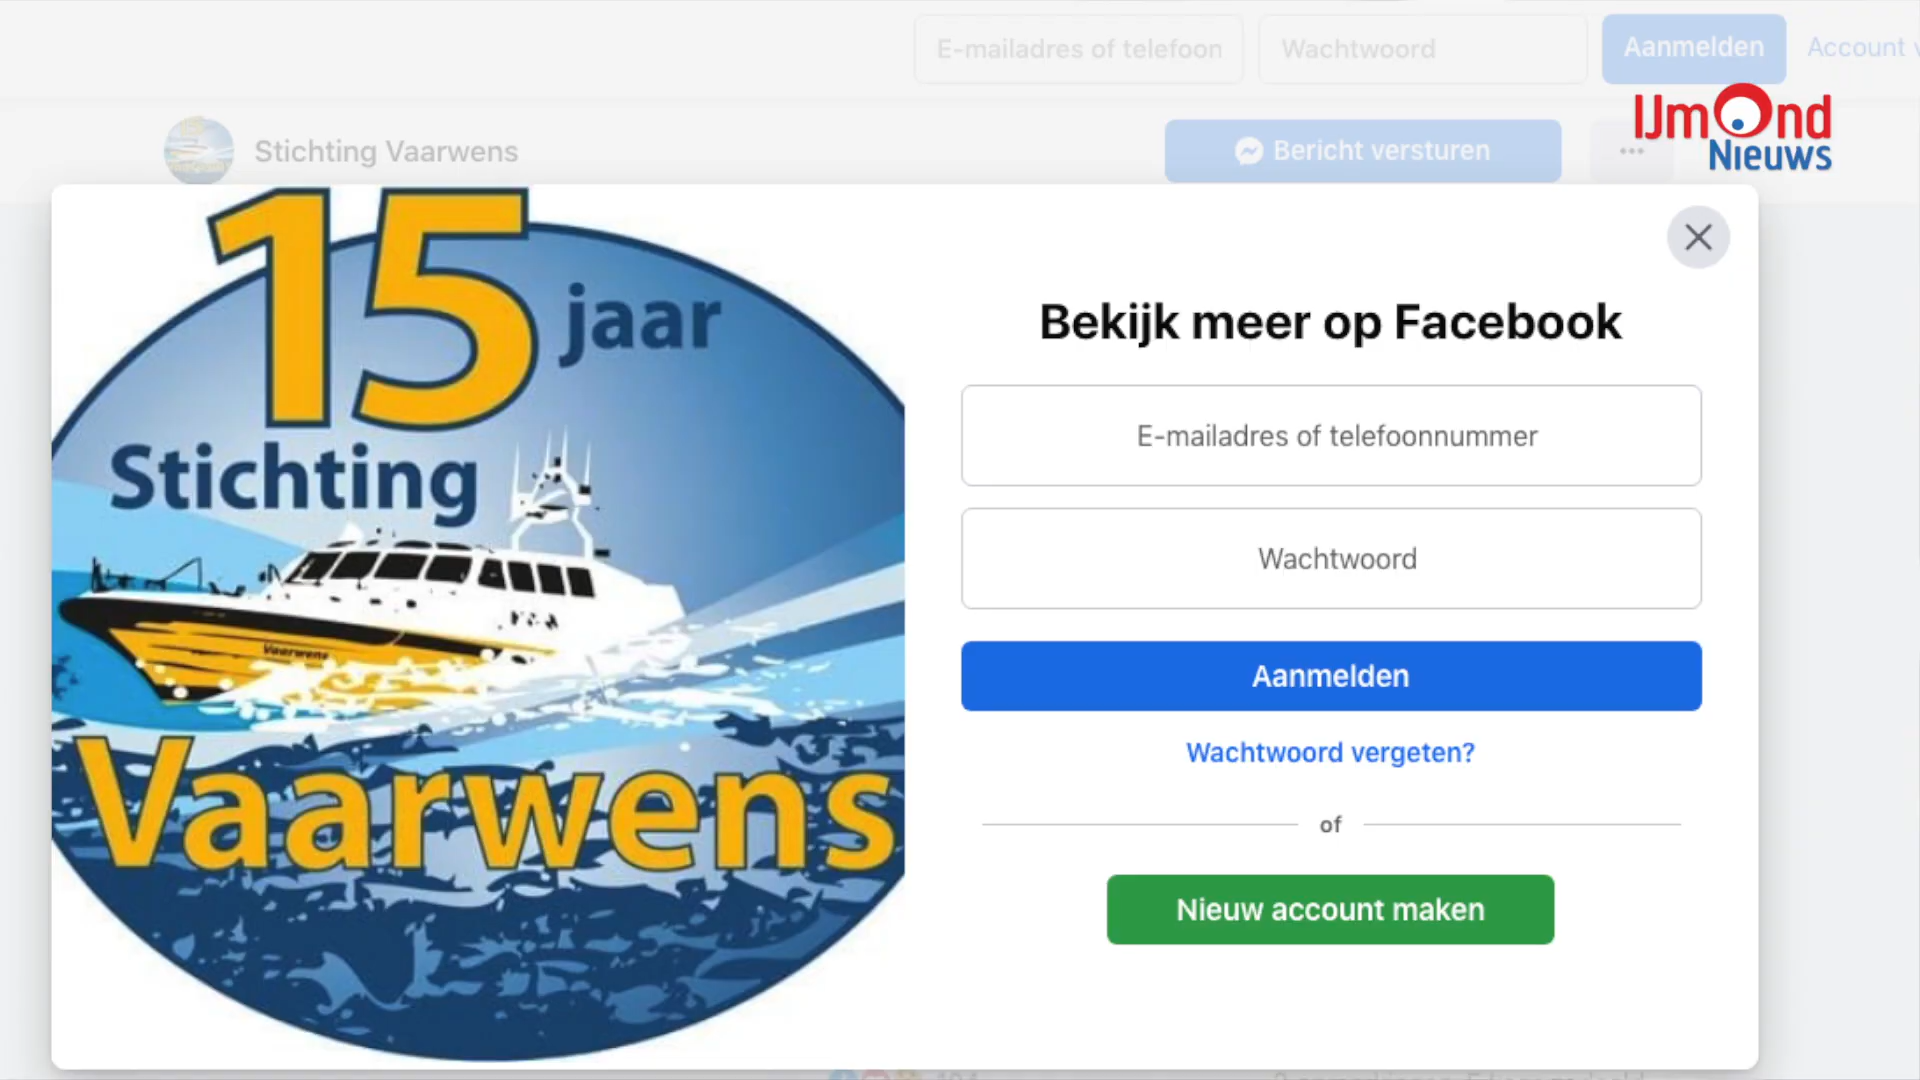 E-mailadres of telefoon
Wachtwoord
Aanmelden
Account
IJmond
Nieuws
Stichting Vaarwens
Bericht versturen
15
jaar
Stichting
Vaarwens
Vaarwens
Bekijk meer op Facebook
E-mailadres of telefoonnummer
Wachtwoord
Aanmelden
Wachtwoord vergeten?
of
Nieuw account maken